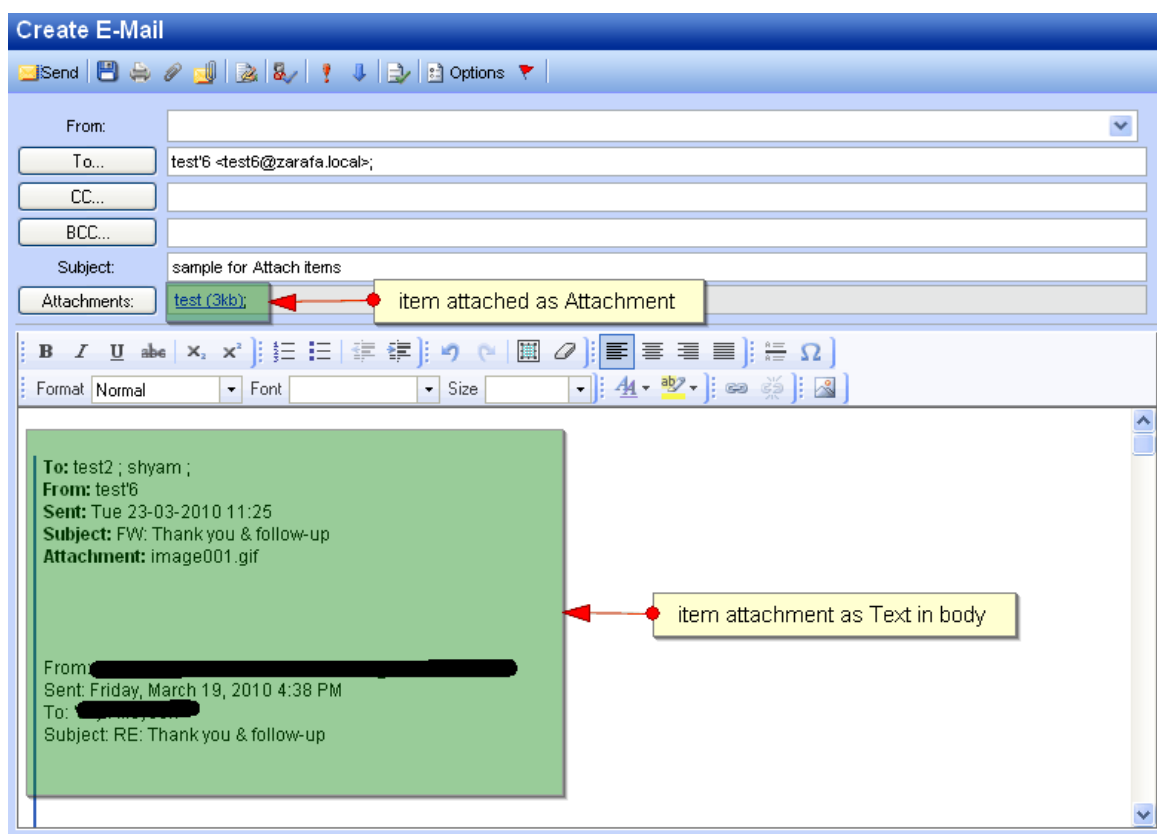 Create E-Mail
Send Options
From:
To... test'6 <test6@zarafa.local>;
CC...
BCC...
Subject: sample for Attach items
Attachments: test (3kb); item attached as Attachment
B I U abc x₂ x² Ω
Format Normal Font Size
To: test2 ; shyam ;
From: test'6
Sent: Tue 23-03-2010 11:25
Subject: FW: Thank you & follow-up
Attachment: image001.gif
item attachment as Text in body
From:
Sent: Friday, March 19, 2010 4:38 PM
To:
Subject: RE: Thank you & follow-up